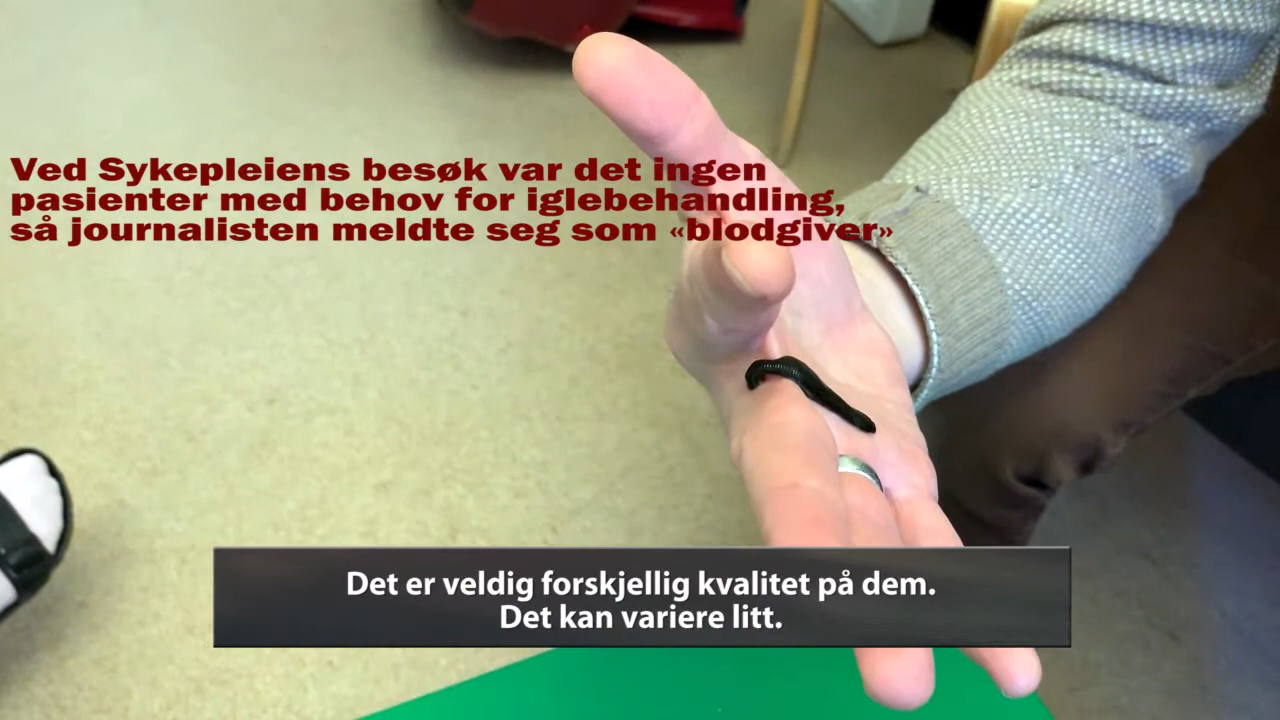 Ved Sykepleiens besøk var det ingen
pasienter med behov for iglebehandling,
så journalisten meldte seg som «blodgiver»
Det er veldig forskjellig kvalitet på dem.
Det kan variere litt.